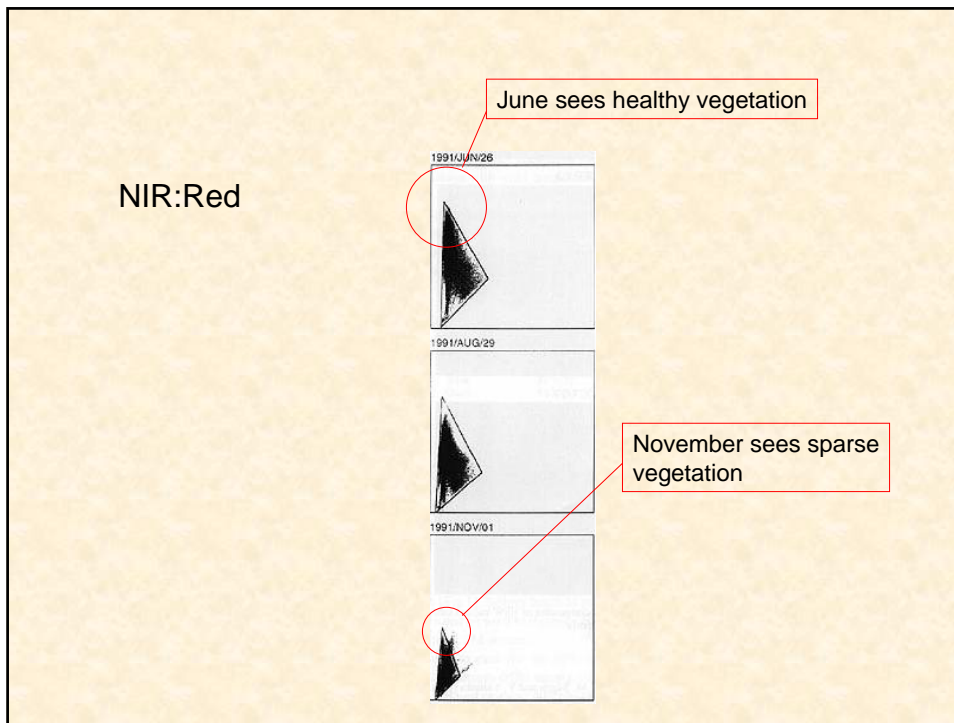 June sees healthy vegetation
NIR:Red
1991/JUN/26
1991/AUG/29
November sees sparse
vegetation
1991/NOV/01